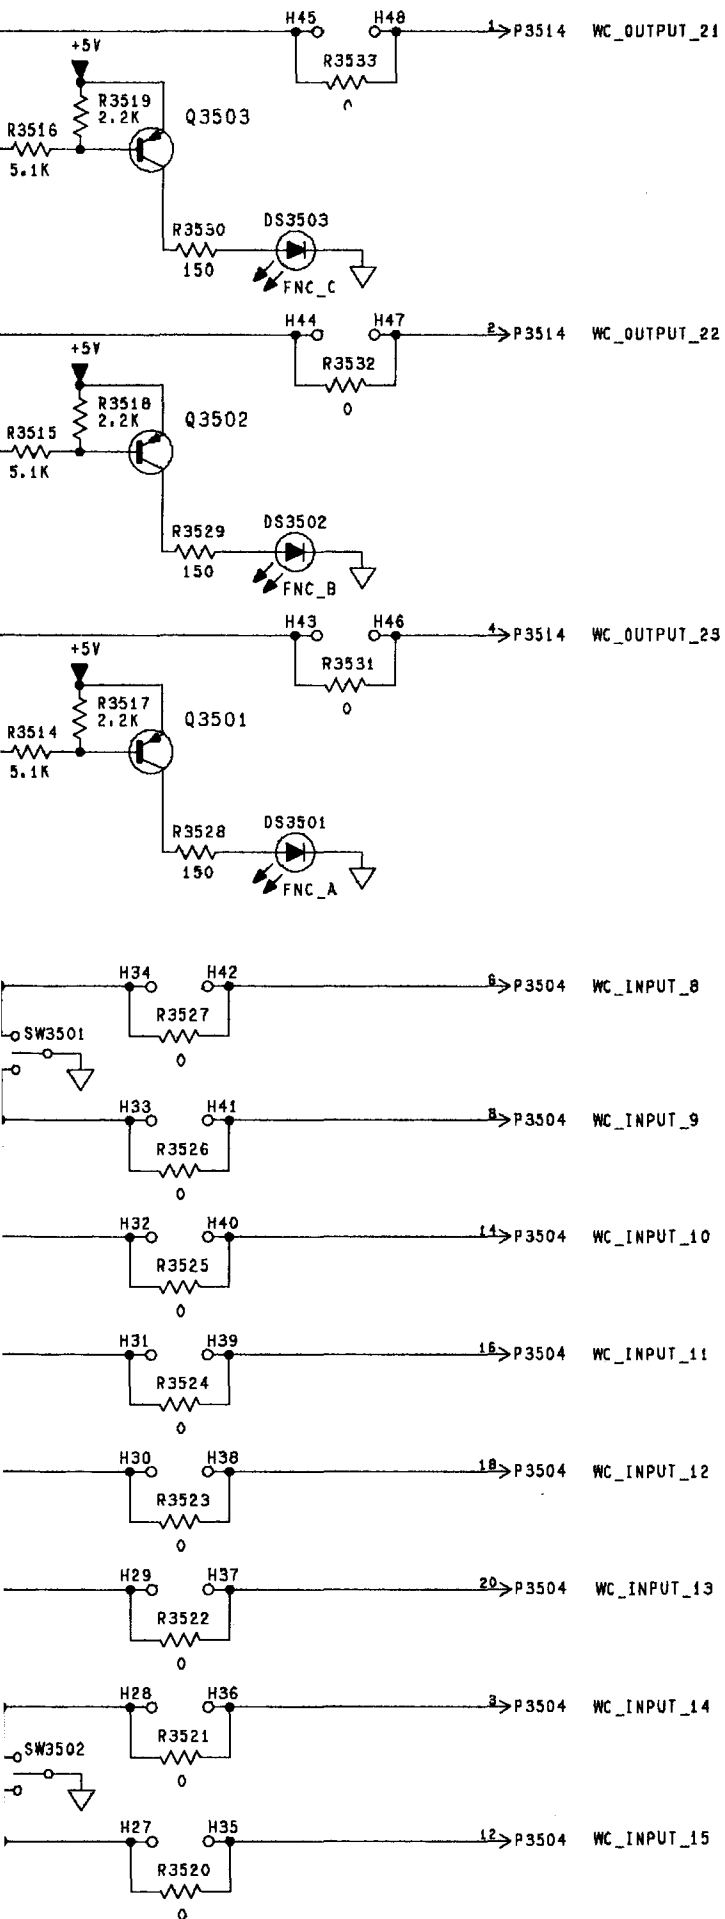 H45 H48 1 P3514 WC_OUTPUT_21
+5V
R3533
0
R3519
2.2K
Q3503
R3516
5.1K
DS3503
R3530
150
FNC_C
H44 H47 2 P3514 WC_OUTPUT_22
+5V
R3532
0
R3518
2.2K
Q3502
R3515
5.1K
DS3502
R3529
150
FNC_B
H43 H46 4 P3514 WC_OUTPUT_23
+5V
R3531
0
R3517
2.2K
Q3501
R3514
5.1K
DS3501
R3528
150
FNC_A
H34 H42 6 P3504 WC_INPUT_8
R3527
0
SW3501
H33 H41 8 P3504 WC_INPUT_9
R3526
0
H32 H40 14 P3504 WC_INPUT_10
R3525
0
H31 H39 16 P3504 WC_INPUT_11
R3524
0
H30 H38 18 P3504 WC_INPUT_12
R3523
0
H29 H37 20 P3504 WC_INPUT_13
R3522
0
H28 H36 3 P3504 WC_INPUT_14
R3521
0
SW3502
H27 H35 12 P3504 WC_INPUT_15
R3520
0